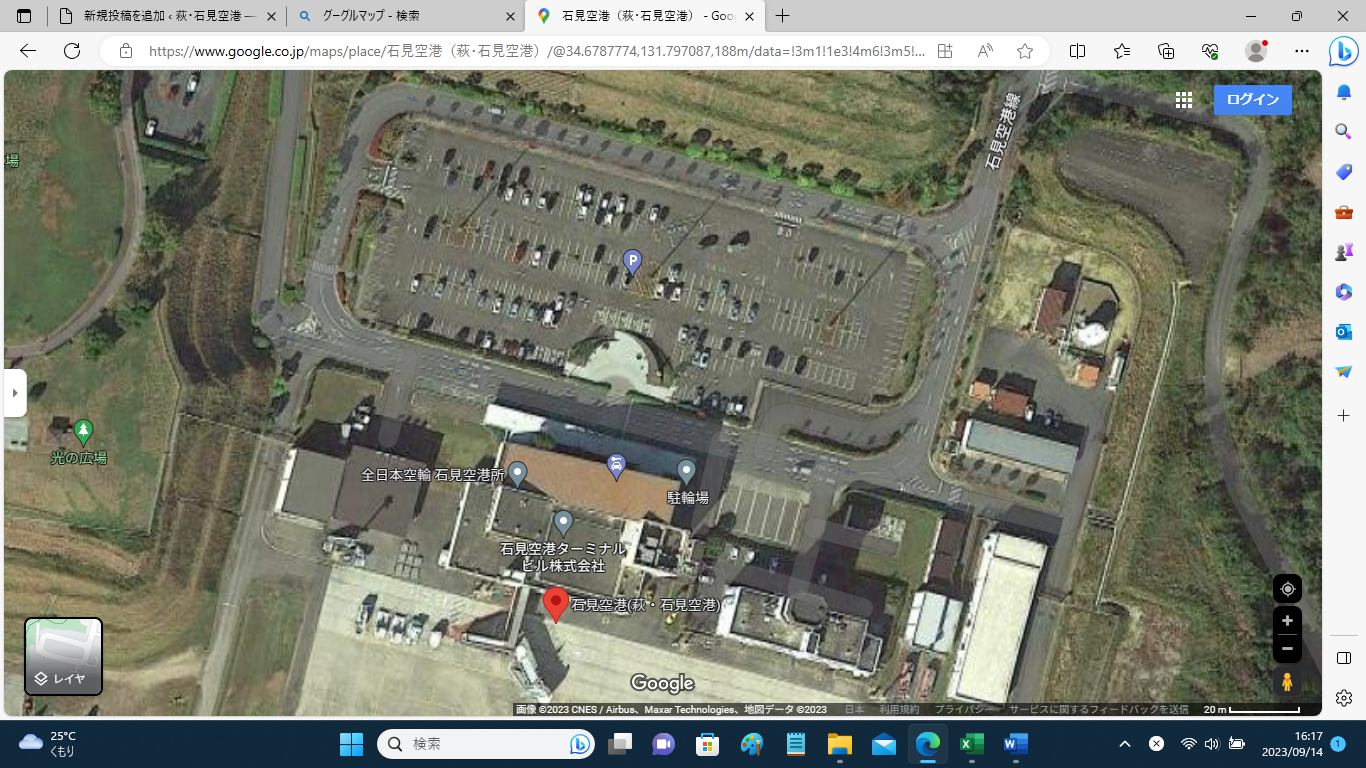 新規投稿を追加 ‹ 萩･石見空港 —
グーグルマップ - 検索
石見空港（萩･石見空港） - Goo
https://www.google.co.jp/maps/place/石見空港（萩･石見空港）/@34.6787774,131.797087,188m/data=!3m1!1e3!4m6!3m5!...
ログイン
石見空港線
場
P
光の広場
全日本空輸 石見空港所
駐輪場
石見空港ターミナル
ビル株式会社
石見空港(萩・石見空港)
レイヤ
Google
画像 ©2023 CNES / Airbus、Maxar Technologies、地図データ ©2023 日本 利用規約 プライバシー サービスに関するフィードバックを送信 20 m
25°C
くもり
検索
16:17
2023/09/14
1